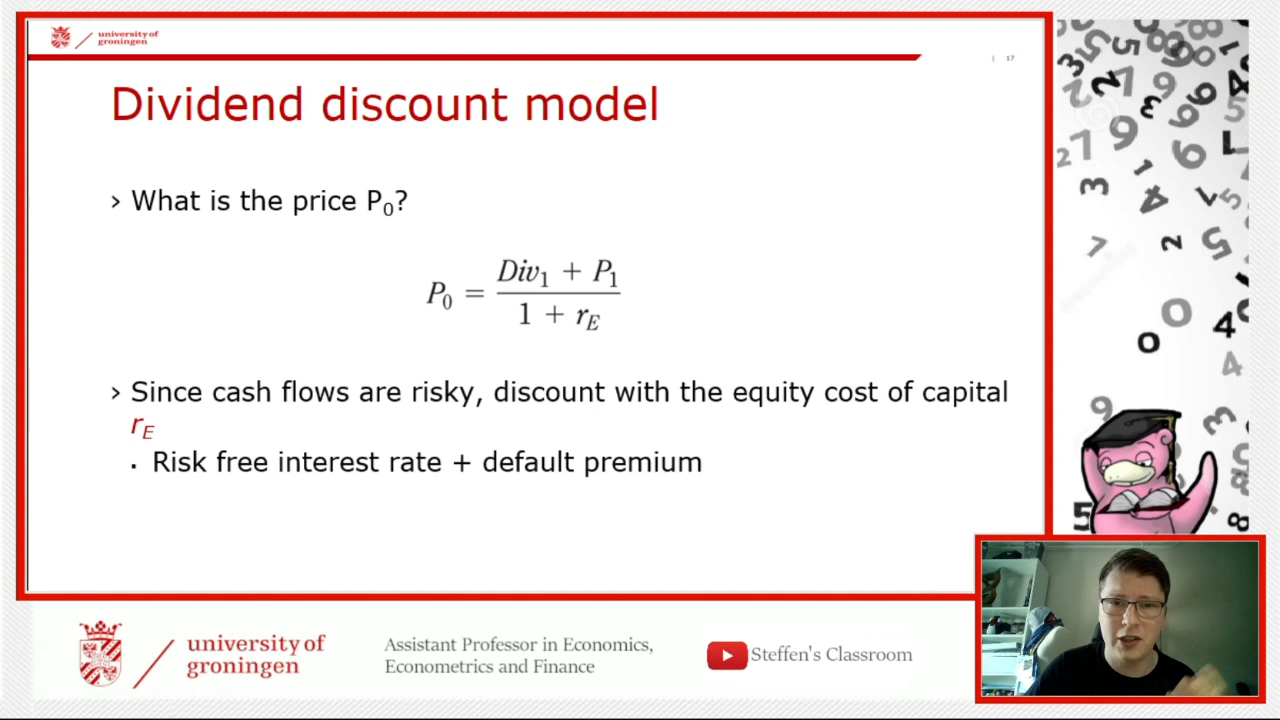 university of
groningen
| 17
Dividend discount model
› What is the price P₀?
P₀ = (Div₁ + P₁) / (1 + r_E)
› Since cash flows are risky, discount with the equity cost of capital
r_E
▪ Risk free interest rate + default premium
university of
groningen
Assistant Professor in Economics,
Econometrics and Finance
Steffen's Classroom